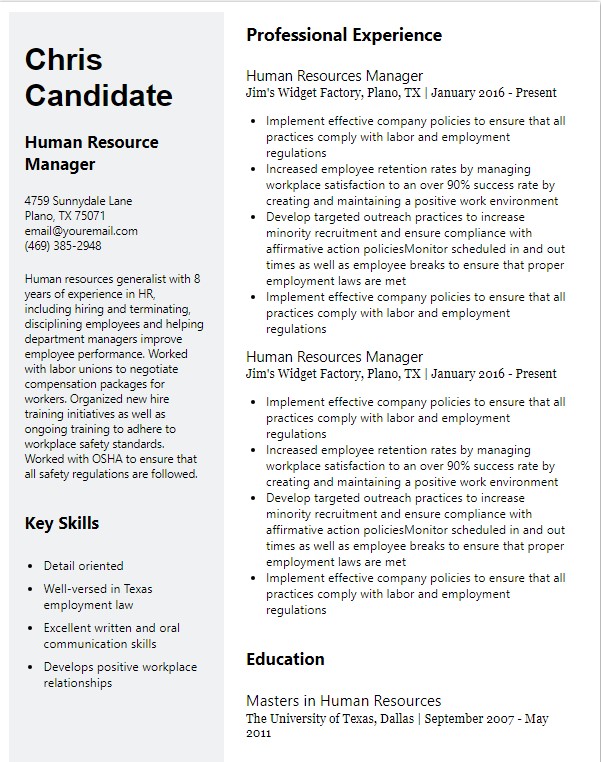 Chris
Candidate
Human Resource
Manager
4759 Sunnydale Lane
Plano, TX 75071
email@youremail.com
(469) 385-2948
Human resources generalist with 8
years of experience in HR,
including hiring and terminating,
disciplining employees and helping
department managers improve
employee performance. Worked
with labor unions to negotiate
compensation packages for
workers. Organized new hire
training initiatives as well as
ongoing training to adhere to
workplace safety standards.
Worked with OSHA to ensure that
all safety regulations are followed.
Key Skills
• Detail oriented
• Well-versed in Texas
employment law
• Excellent written and oral
communication skills
• Develops positive workplace
relationships
Professional Experience
Human Resources Manager
Jim's Widget Factory, Plano, TX | January 2016 - Present
• Implement effective company policies to ensure that all
practices comply with labor and employment
regulations
• Increased employee retention rates by managing
workplace satisfaction to an over 90% success rate by
creating and maintaining a positive work environment
• Develop targeted outreach practices to increase
minority recruitment and ensure compliance with
affirmative action policiesMonitor scheduled in and out
times as well as employee breaks to ensure that proper
employment laws are met
• Implement effective company policies to ensure that all
practices comply with labor and employment
regulations
Human Resources Manager
Jim's Widget Factory, Plano, TX | January 2016 - Present
• Implement effective company policies to ensure that all
practices comply with labor and employment
regulations
• Increased employee retention rates by managing
workplace satisfaction to an over 90% success rate by
creating and maintaining a positive work environment
• Develop targeted outreach practices to increase
minority recruitment and ensure compliance with
affirmative action policiesMonitor scheduled in and out
times as well as employee breaks to ensure that proper
employment laws are met
• Implement effective company policies to ensure that all
practices comply with labor and employment
regulations
Education
Masters in Human Resources
The University of Texas, Dallas | September 2007 - May
2011